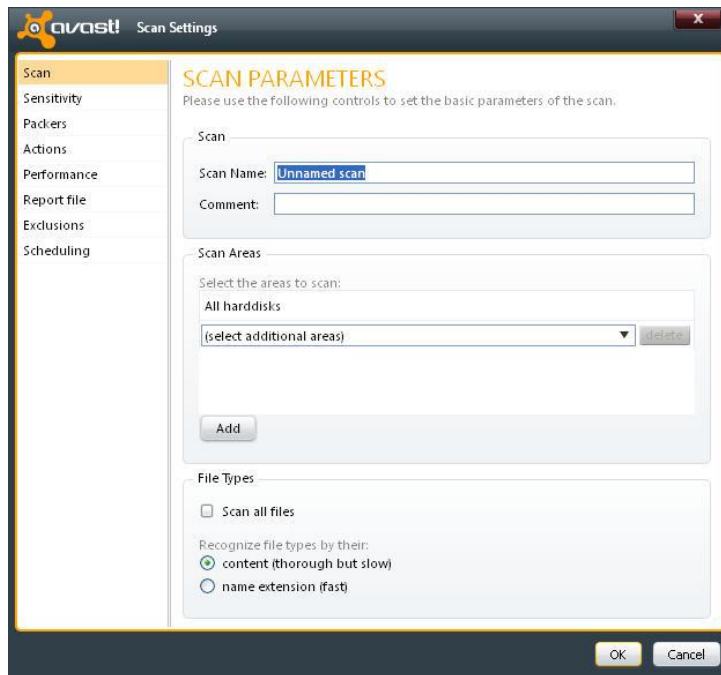 avast! Scan Settings
x
Scan
Sensitivity
Packers
Actions
Performance
Report file
Exclusions
Scheduling
SCAN PARAMETERS
Please use the following controls to set the basic parameters of the scan.
Scan
Scan Name: Unnamed scan
Comment:
Scan Areas
Select the areas to scan:
All harddisks
(select additional areas) delete
Add
File Types
Scan all files
Recognize file types by their:
content (thorough but slow)
name extension (fast)
OK Cancel